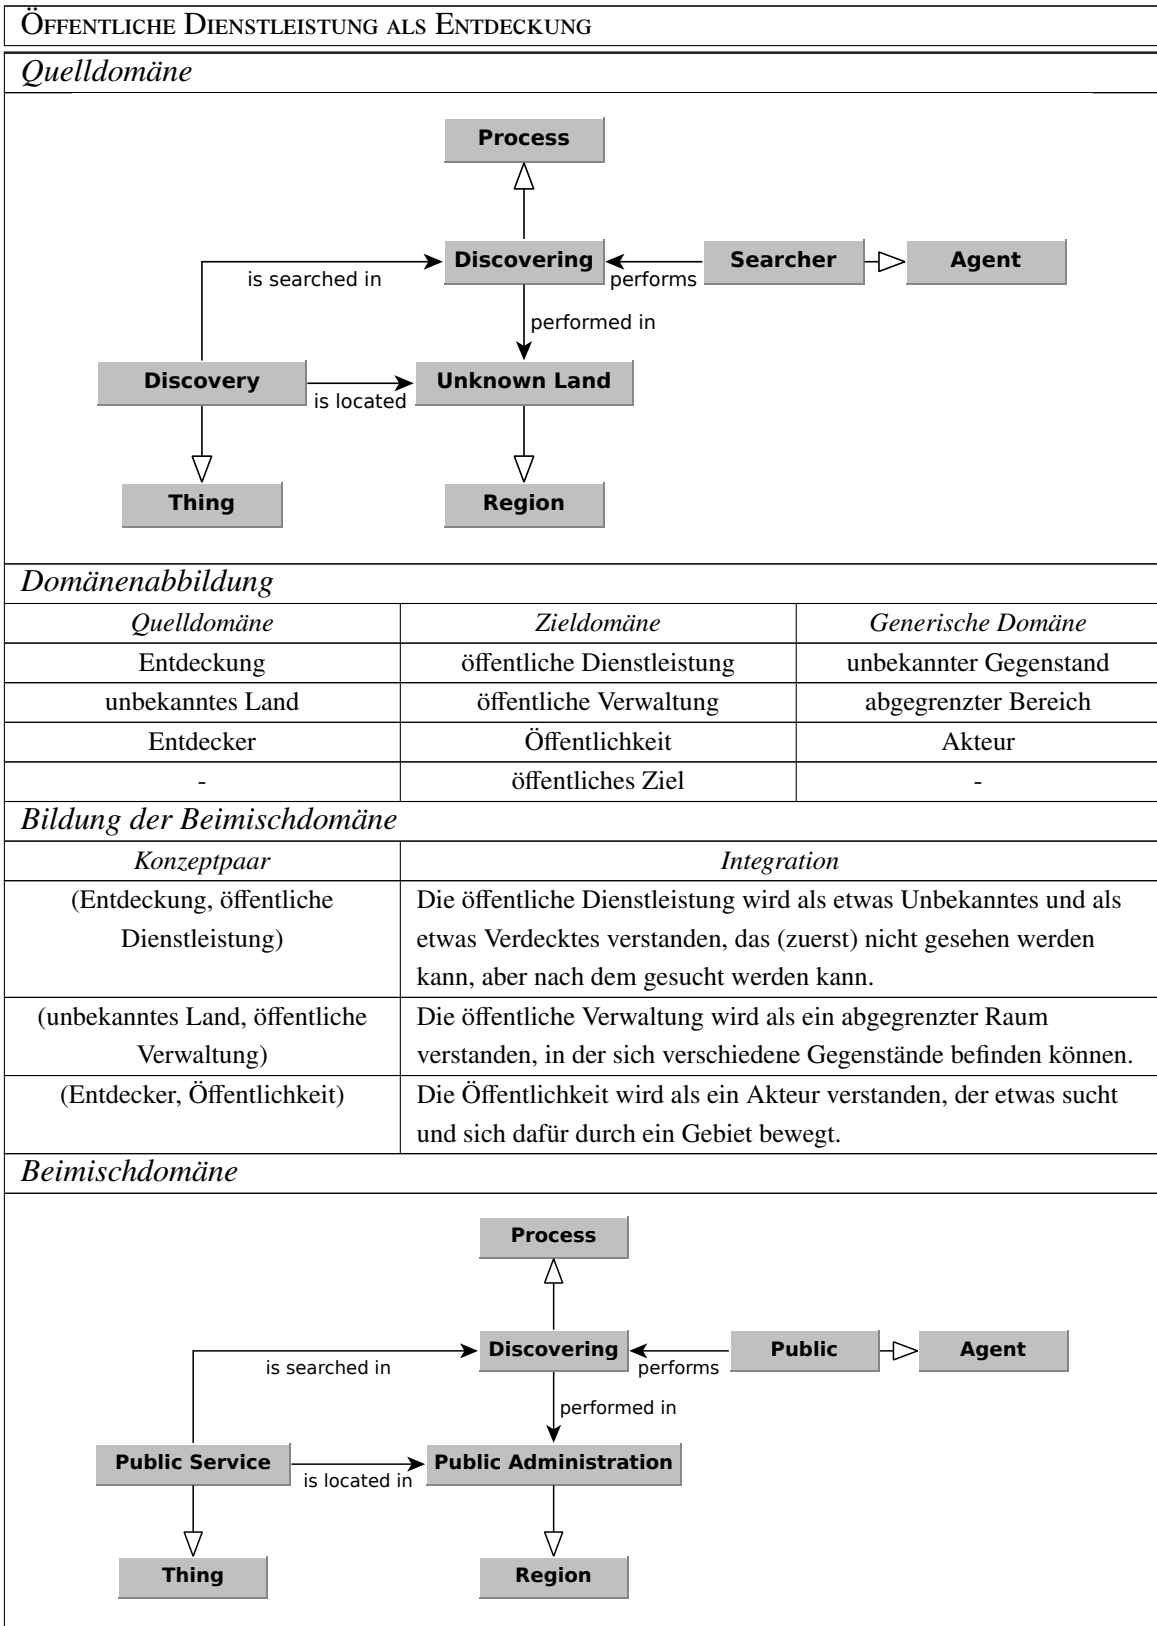 ÖFFENTLICHE DIENSTLEISTUNG ALS ENTDECKUNG
Quelldomäne
Process
Discovering
Searcher
Agent
is searched in
performs
performed in
Discovery
Unknown Land
is located
Thing
Region
Domänenabbildung
Quelldomäne Zieldomäne Generische Domäne
Entdeckung öffentliche Dienstleistung unbekannter Gegenstand
unbekanntes Land öffentliche Verwaltung abgegrenzter Bereich
Entdecker Öffentlichkeit Akteur
- öffentliches Ziel -
Bildung der Beimischdomäne
Konzeptpaar Integration
(Entdeckung, öffentliche
Dienstleistung)
Die öffentliche Dienstleistung wird als etwas Unbekanntes und als
etwas Verdecktes verstanden, das (zuerst) nicht gesehen werden
kann, aber nach dem gesucht werden kann.
(unbekanntes Land, öffentliche
Verwaltung)
Die öffentliche Verwaltung wird als ein abgegrenzter Raum
verstanden, in der sich verschiedene Gegenstände befinden können.
(Entdecker, Öffentlichkeit)
Die Öffentlichkeit wird als ein Akteur verstanden, der etwas sucht
und sich dafür durch ein Gebiet bewegt.
Beimischdomäne
Process
Discovering
Public
Agent
is searched in
performs
performed in
Public Service
Public Administration
is located in
Thing
Region